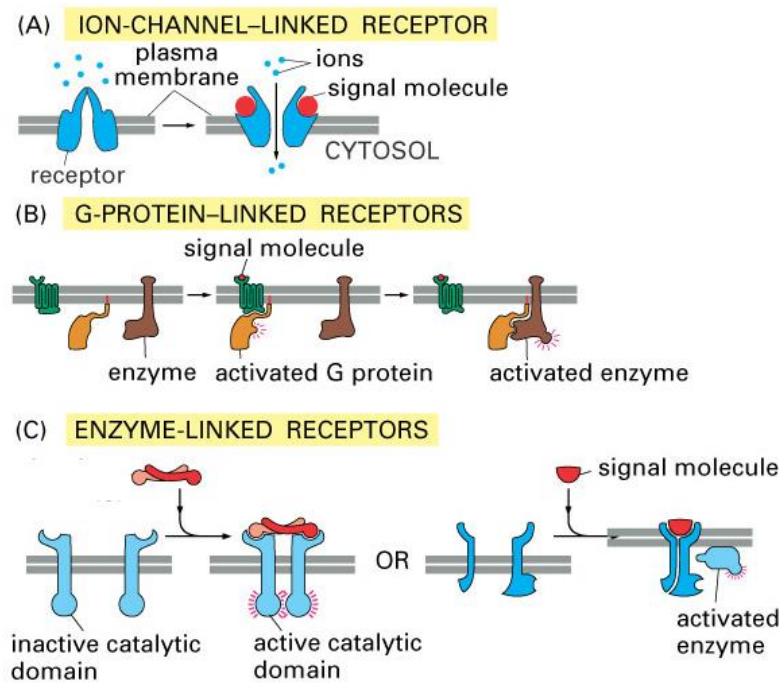 (A) ION-CHANNEL–LINKED RECEPTOR
plasma
membrane
ions
signal molecule
CYTOSOL
receptor
(B) G-PROTEIN–LINKED RECEPTORS
signal molecule
enzyme
activated G protein
activated enzyme
(C) ENZYME-LINKED RECEPTORS
signal molecule
OR
inactive catalytic
domain
active catalytic
domain
activated
enzyme